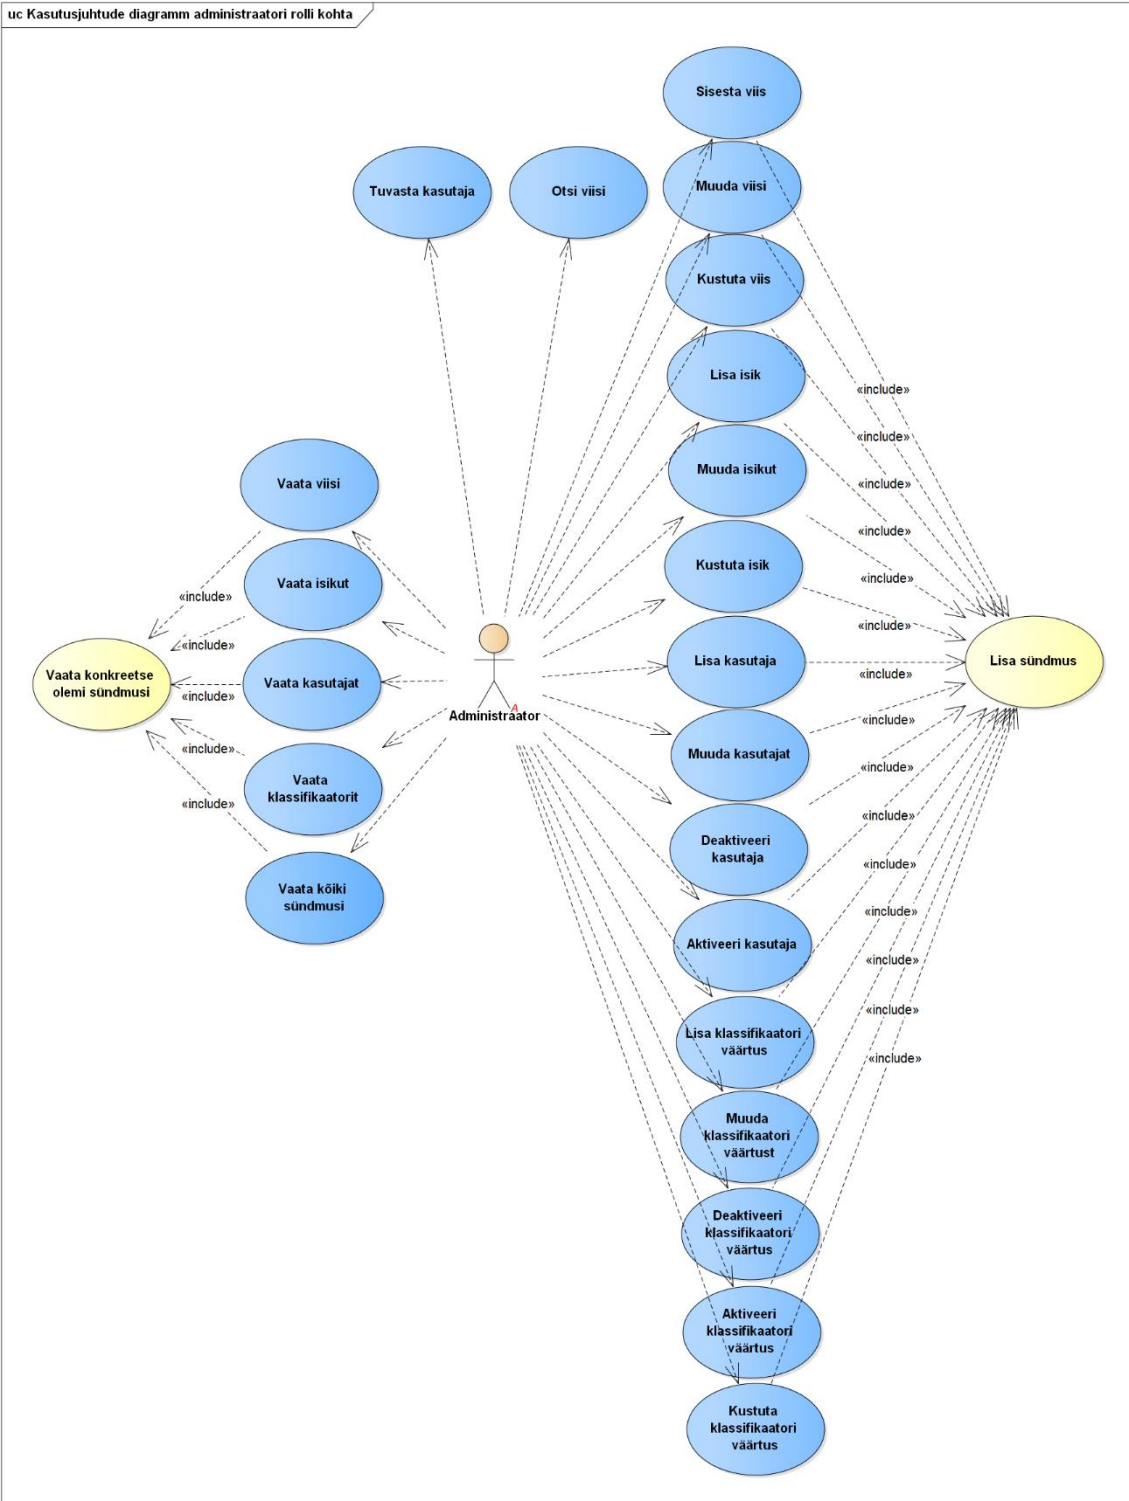 uc Kasutusjuhtude diagramm administraatori rolli kohta
Sisesta viis
Tuvasta kasutaja
Otsi viisi
Muuda viisi
Kustuta viis
Lisa isik
«include»
«include»
Muuda isikut
«include»
Vaata viisi
«include»
Kustuta isik
«include»
Vaata isikut
«include»
«include»
«include»
Lisa kasutaja
Lisa sündmus
«include»
Vaata konkreetse
olemi sündmusi
Vaata kasutajat
«include»
A
Administraator
«include»
«include»
Muuda kasutajat
«include»
Vaata
klassifikaatorit
«include»
«include»
Deaktiveeri
kasutaja
«include»
Vaata kõiki
sündmusi
«include»
Aktiveeri kasutaja
«include»
«include»
Lisa klassifikaatori
väärtus
«include»
Muuda
klassifikaatori
väärtust
Deaktiveeri
klassifikaatori
väärtus
Aktiveeri
klassifikaatori
väärtus
Kustuta
klassifikaatori
väärtus